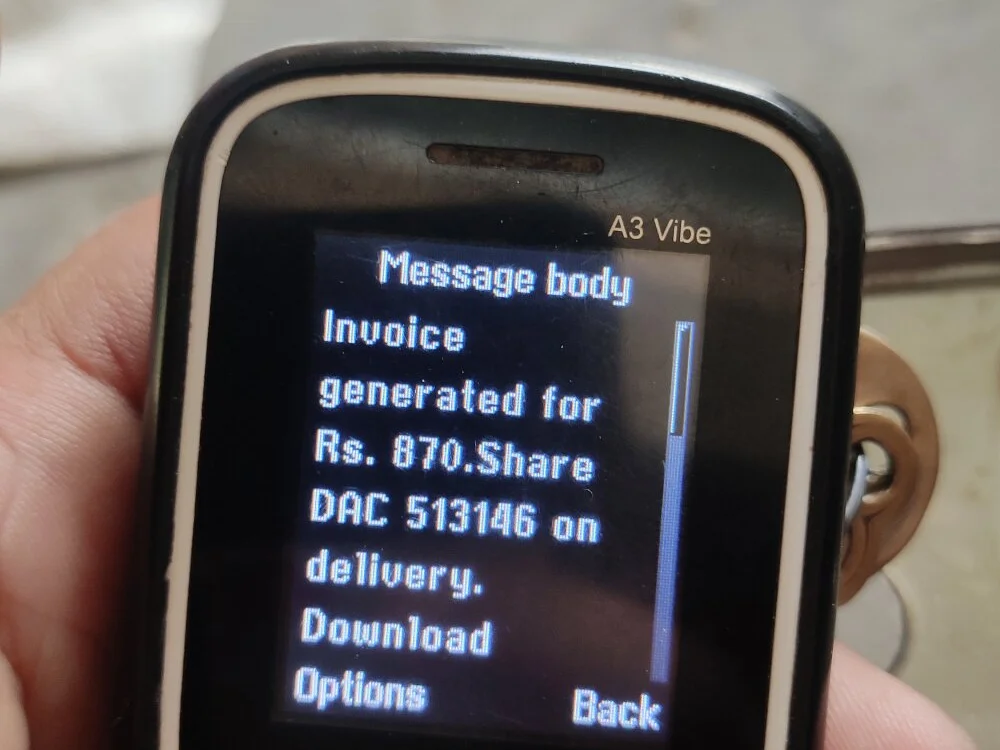 A3 Vibe
Message body
Invoice
generated for
Rs. 870.Share
DAC 513146 on
delivery.
Download
Options Back